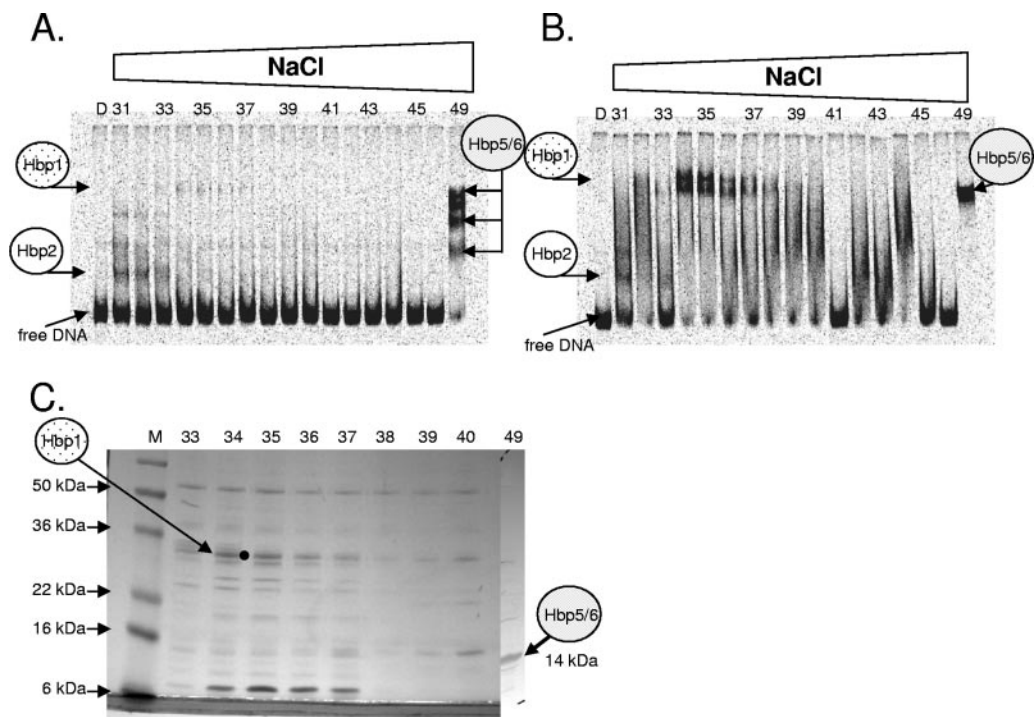 A.
NaCl
D 31 33 35 37 39 41 43 45 49
Hbp1
Hbp5/6
Hbp2
free DNA
B.
NaCl
D 31 33 35 37 39 41 43 45 49
Hbp1
Hbp5/6
Hbp2
free DNA
C.
Hbp1
M 33 34 35 36 37 38 39 40 49
50 kDa
36 kDa
22 kDa
16 kDa
6 kDa
Hbp5/6
14 kDa